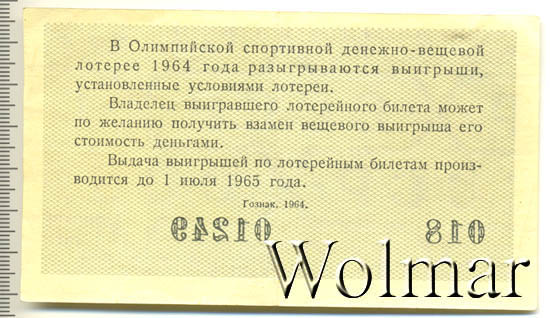 В Олимпийской спортивной денежно-вещевой
лотерее 1964 года разыгрываются выигрыши,
установленные условиями лотереи.
Владелец выигравшего лотерейного билета может
по желанию получить взамен вещевого выигрыша его
стоимость деньгами.
Выдача выигрышей по лотерейным билетам произ-
водится до 1 июля 1965 года.
Гознак. 1964.
01249 018
Wolmar